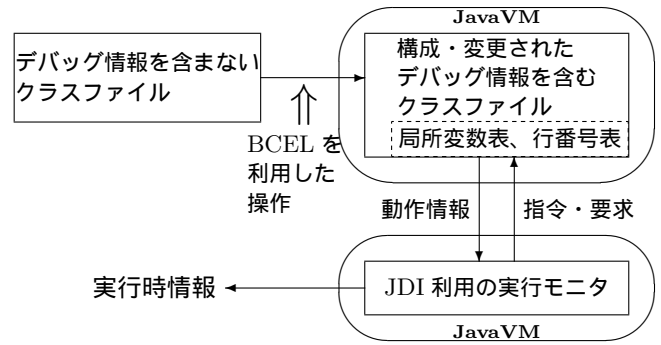 JavaVM
デバッグ情報を含まない
クラスファイル
構成・変更された
デバッグ情報を含む
クラスファイル
局所変数表、行番号表
BCEL を
利用した
操作
動作情報
指令・要求
実行時情報
JDI 利用の実行モニタ
JavaVM